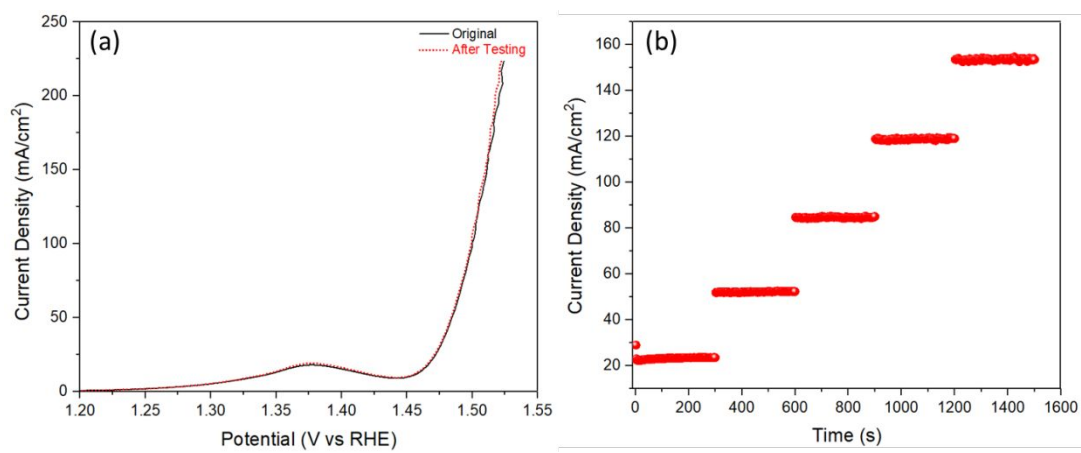 (a)
Original
After Testing
250
200
150
100
50
0
Current Density (mA/cm²)
1.20 1.25 1.30 1.35 1.40 1.45 1.50 1.55
Potential (V vs RHE)
(b)
160
140
120
100
80
60
40
20
Current Density (mA/cm²)
0 200 400 600 800 1000 1200 1400 1600
Time (s)